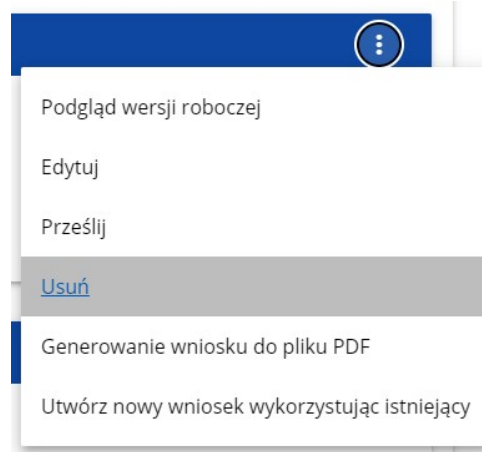 Podgląd wersji roboczej
Edytuj
Prześlij
Usuń
Generowanie wniosku do pliku PDF
Utwórz nowy wniosek wykorzystując istniejący